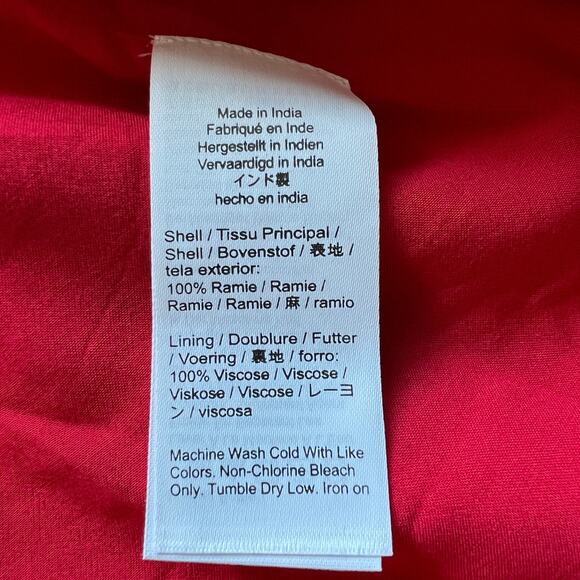 Made in India
Fabriqué en Inde
Hergestellt in Indien
Vervaardigd in India
インド製
hecho en india
Shell / Tissu Principal /
Shell / Bovenstof / 表地 /
tela exterior:
100% Ramie / Ramie /
Ramie / Ramie / 麻 / ramio
Lining / Doublure / Futter
/ Voering / 裏地 / forro:
100% Viscose / Viscose /
Viskose / Viscose / レーヨ
ン / viscosa
Machine Wash Cold With Like
Colors. Non-Chlorine Bleach
Only. Tumble Dry Low. Iron on